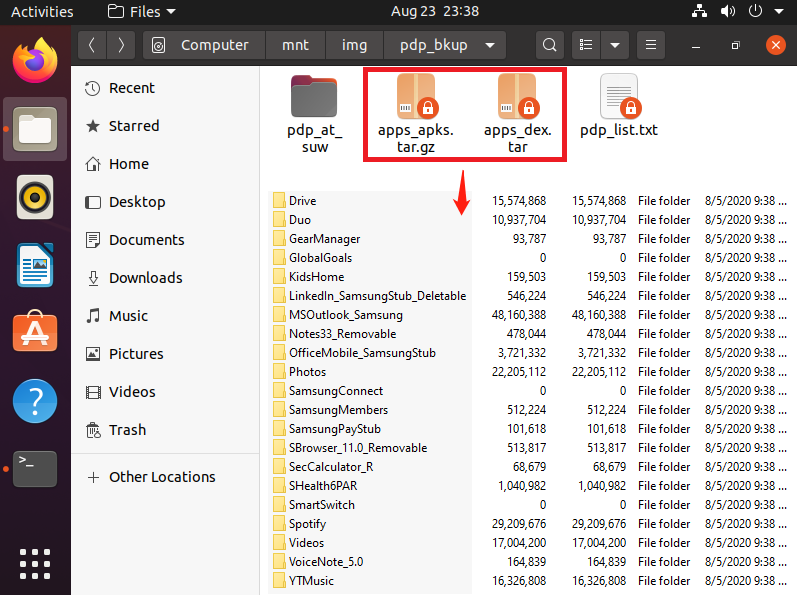 Activities Files Aug 23 23:38
Computer mnt img pdp_bkup
Recent
Starred
Home
Desktop
Documents
Downloads
Music
Pictures
Videos
Trash
+ Other Locations
pdp_at_
suw
apps_apks.
tar.gz
apps_dex.
tar
pdp_list.txt
Drive 15,574,868 15,574,868 File folder 8/5/2020 9:38 ...
Duo 10,937,704 10,937,704 File folder 8/5/2020 9:38 ...
GearManager 93,787 93,787 File folder 8/5/2020 9:38 ...
GlobalGoals 0 0 File folder 8/5/2020 9:38 ...
KidsHome 159,503 159,503 File folder 8/5/2020 9:38 ...
LinkedIn_SamsungStub_Deletable 546,224 546,224 File folder 8/5/2020 9:38 ...
MSOutlook_Samsung 48,160,388 48,160,388 File folder 8/5/2020 9:38 ...
Notes33_Removable 478,044 478,044 File folder 8/5/2020 9:38 ...
OfficeMobile_SamsungStub 3,721,332 3,721,332 File folder 8/5/2020 9:38 ...
Photos 22,205,112 22,205,112 File folder 8/5/2020 9:38 ...
SamsungConnect 0 0 File folder 8/5/2020 9:38 ...
SamsungMembers 512,224 512,224 File folder 8/5/2020 9:38 ...
SamsungPayStub 101,618 101,618 File folder 8/5/2020 9:38 ...
SBrowser_11.0_Removable 513,817 513,817 File folder 8/5/2020 9:38 ...
SecCalculator_R 68,679 68,679 File folder 8/5/2020 9:38 ...
SHealth6PAR 1,040,982 1,040,982 File folder 8/5/2020 9:38 ...
SmartSwitch 0 0 File folder 8/5/2020 9:38 ...
Spotify 29,209,676 29,209,676 File folder 8/5/2020 9:38 ...
Videos 17,004,200 17,004,200 File folder 8/5/2020 9:38 ...
VoiceNote_5.0 164,839 164,839 File folder 8/5/2020 9:38 ...
YTMusic 16,326,808 16,326,808 File folder 8/5/2020 9:38 ...